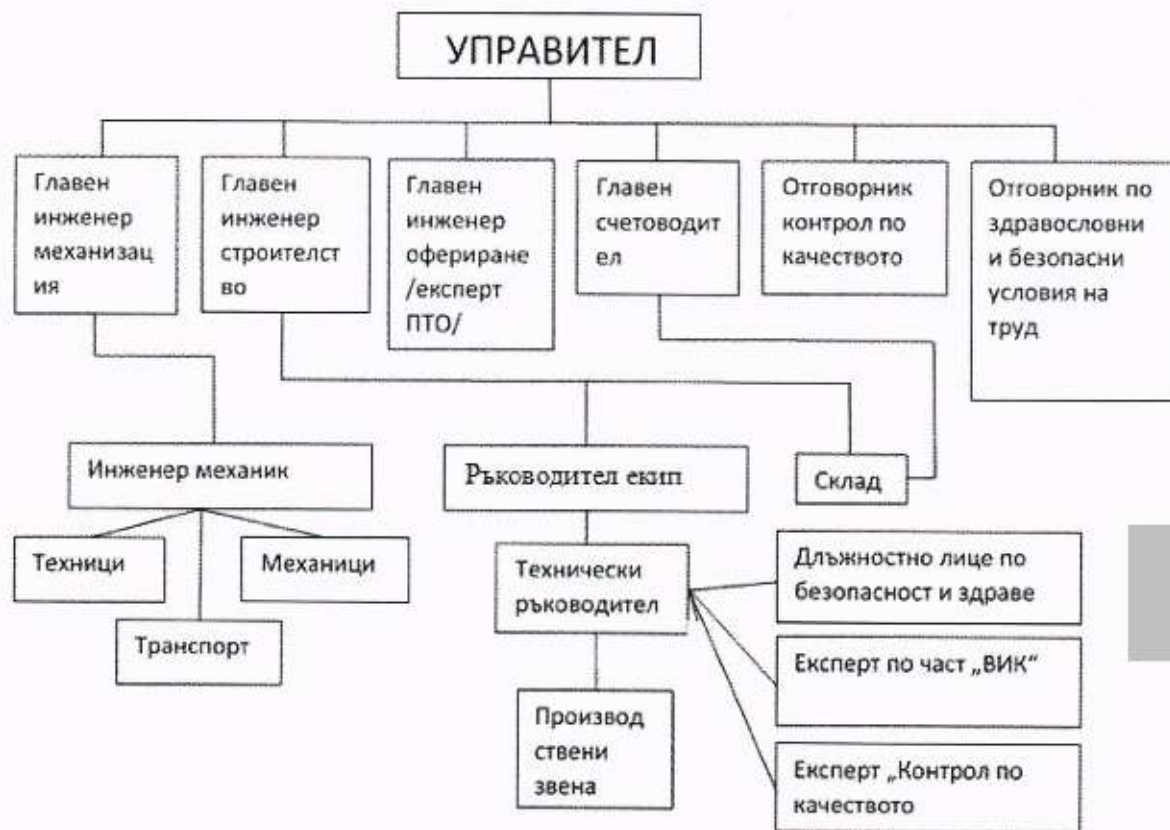 УПРАВИТЕЛ
Главен
инженер
механизац
ия
Главен
инженер
строителст
во
Главен
инженер
офериране
/експерт
ПТО/
Главен
счетоводит
ел
Отговорник
контрол по
качеството
Отговорник по
здравословни
и безопасни
условия на
труд
Инженер механик
Ръководител екип
Склад
Техници
Механици
Транспорт
Технически
ръководител
Длъжностно лице по
безопасност и здраве
Експерт по част „ВИК“
Производ
ствени
звена
Експерт „Контрол по
качеството